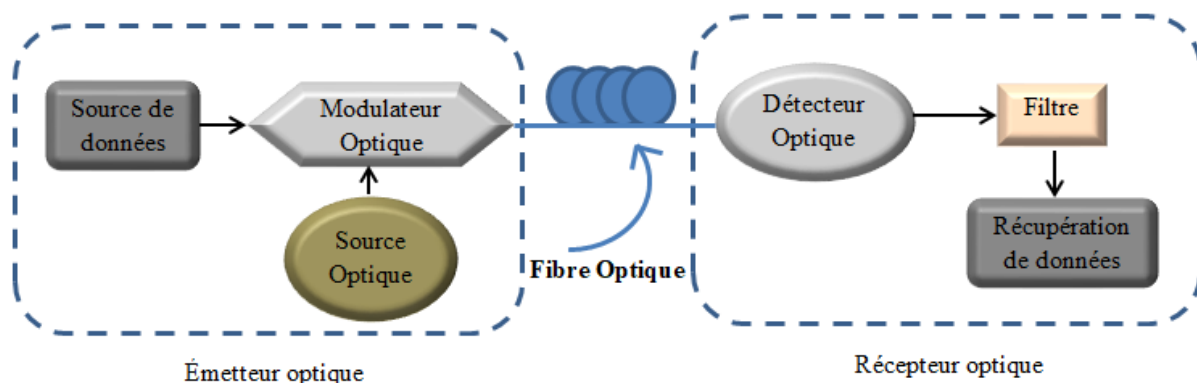 Source de
données
Modulateur
Optique
Source
Optique
Fibre Optique
Détecteur
Optique
Filtre
Récupération
de données
Émetteur optique
Récepteur optique